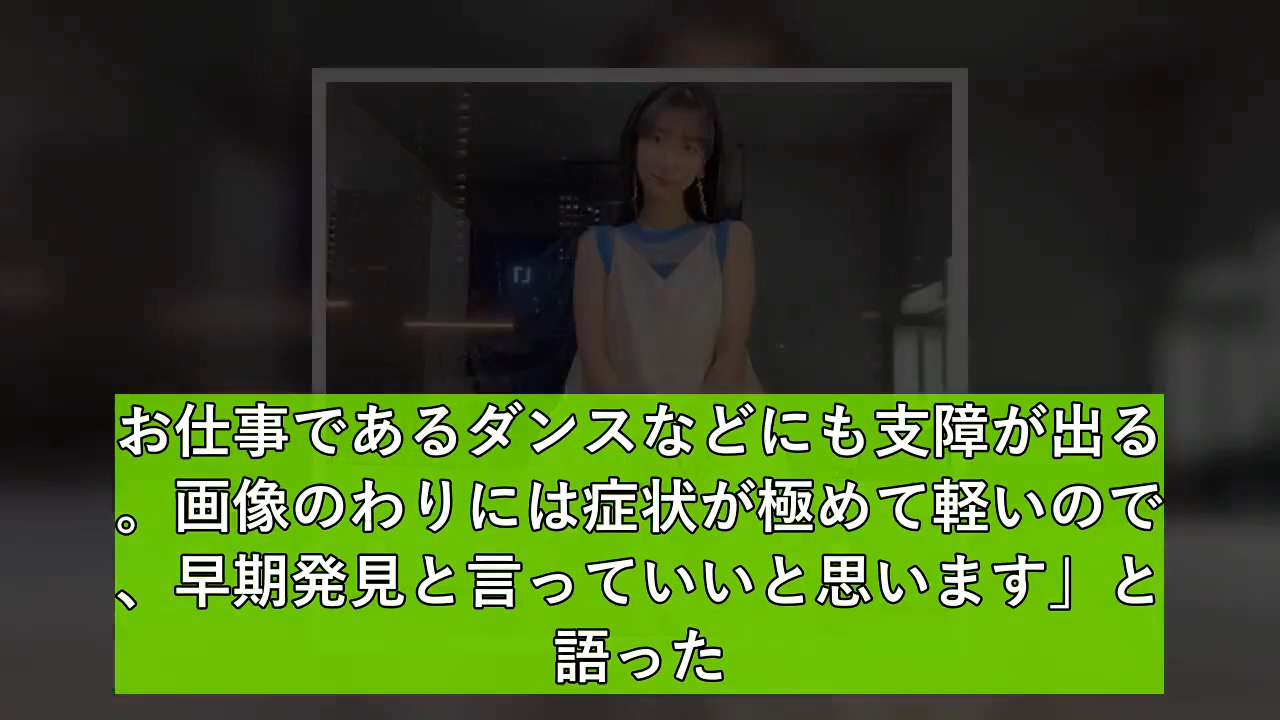 お仕事であるダンスなどにも支障が出る
。画像のわりには症状が極めて軽いので
、早期発見と言っていいと思います」と
語った